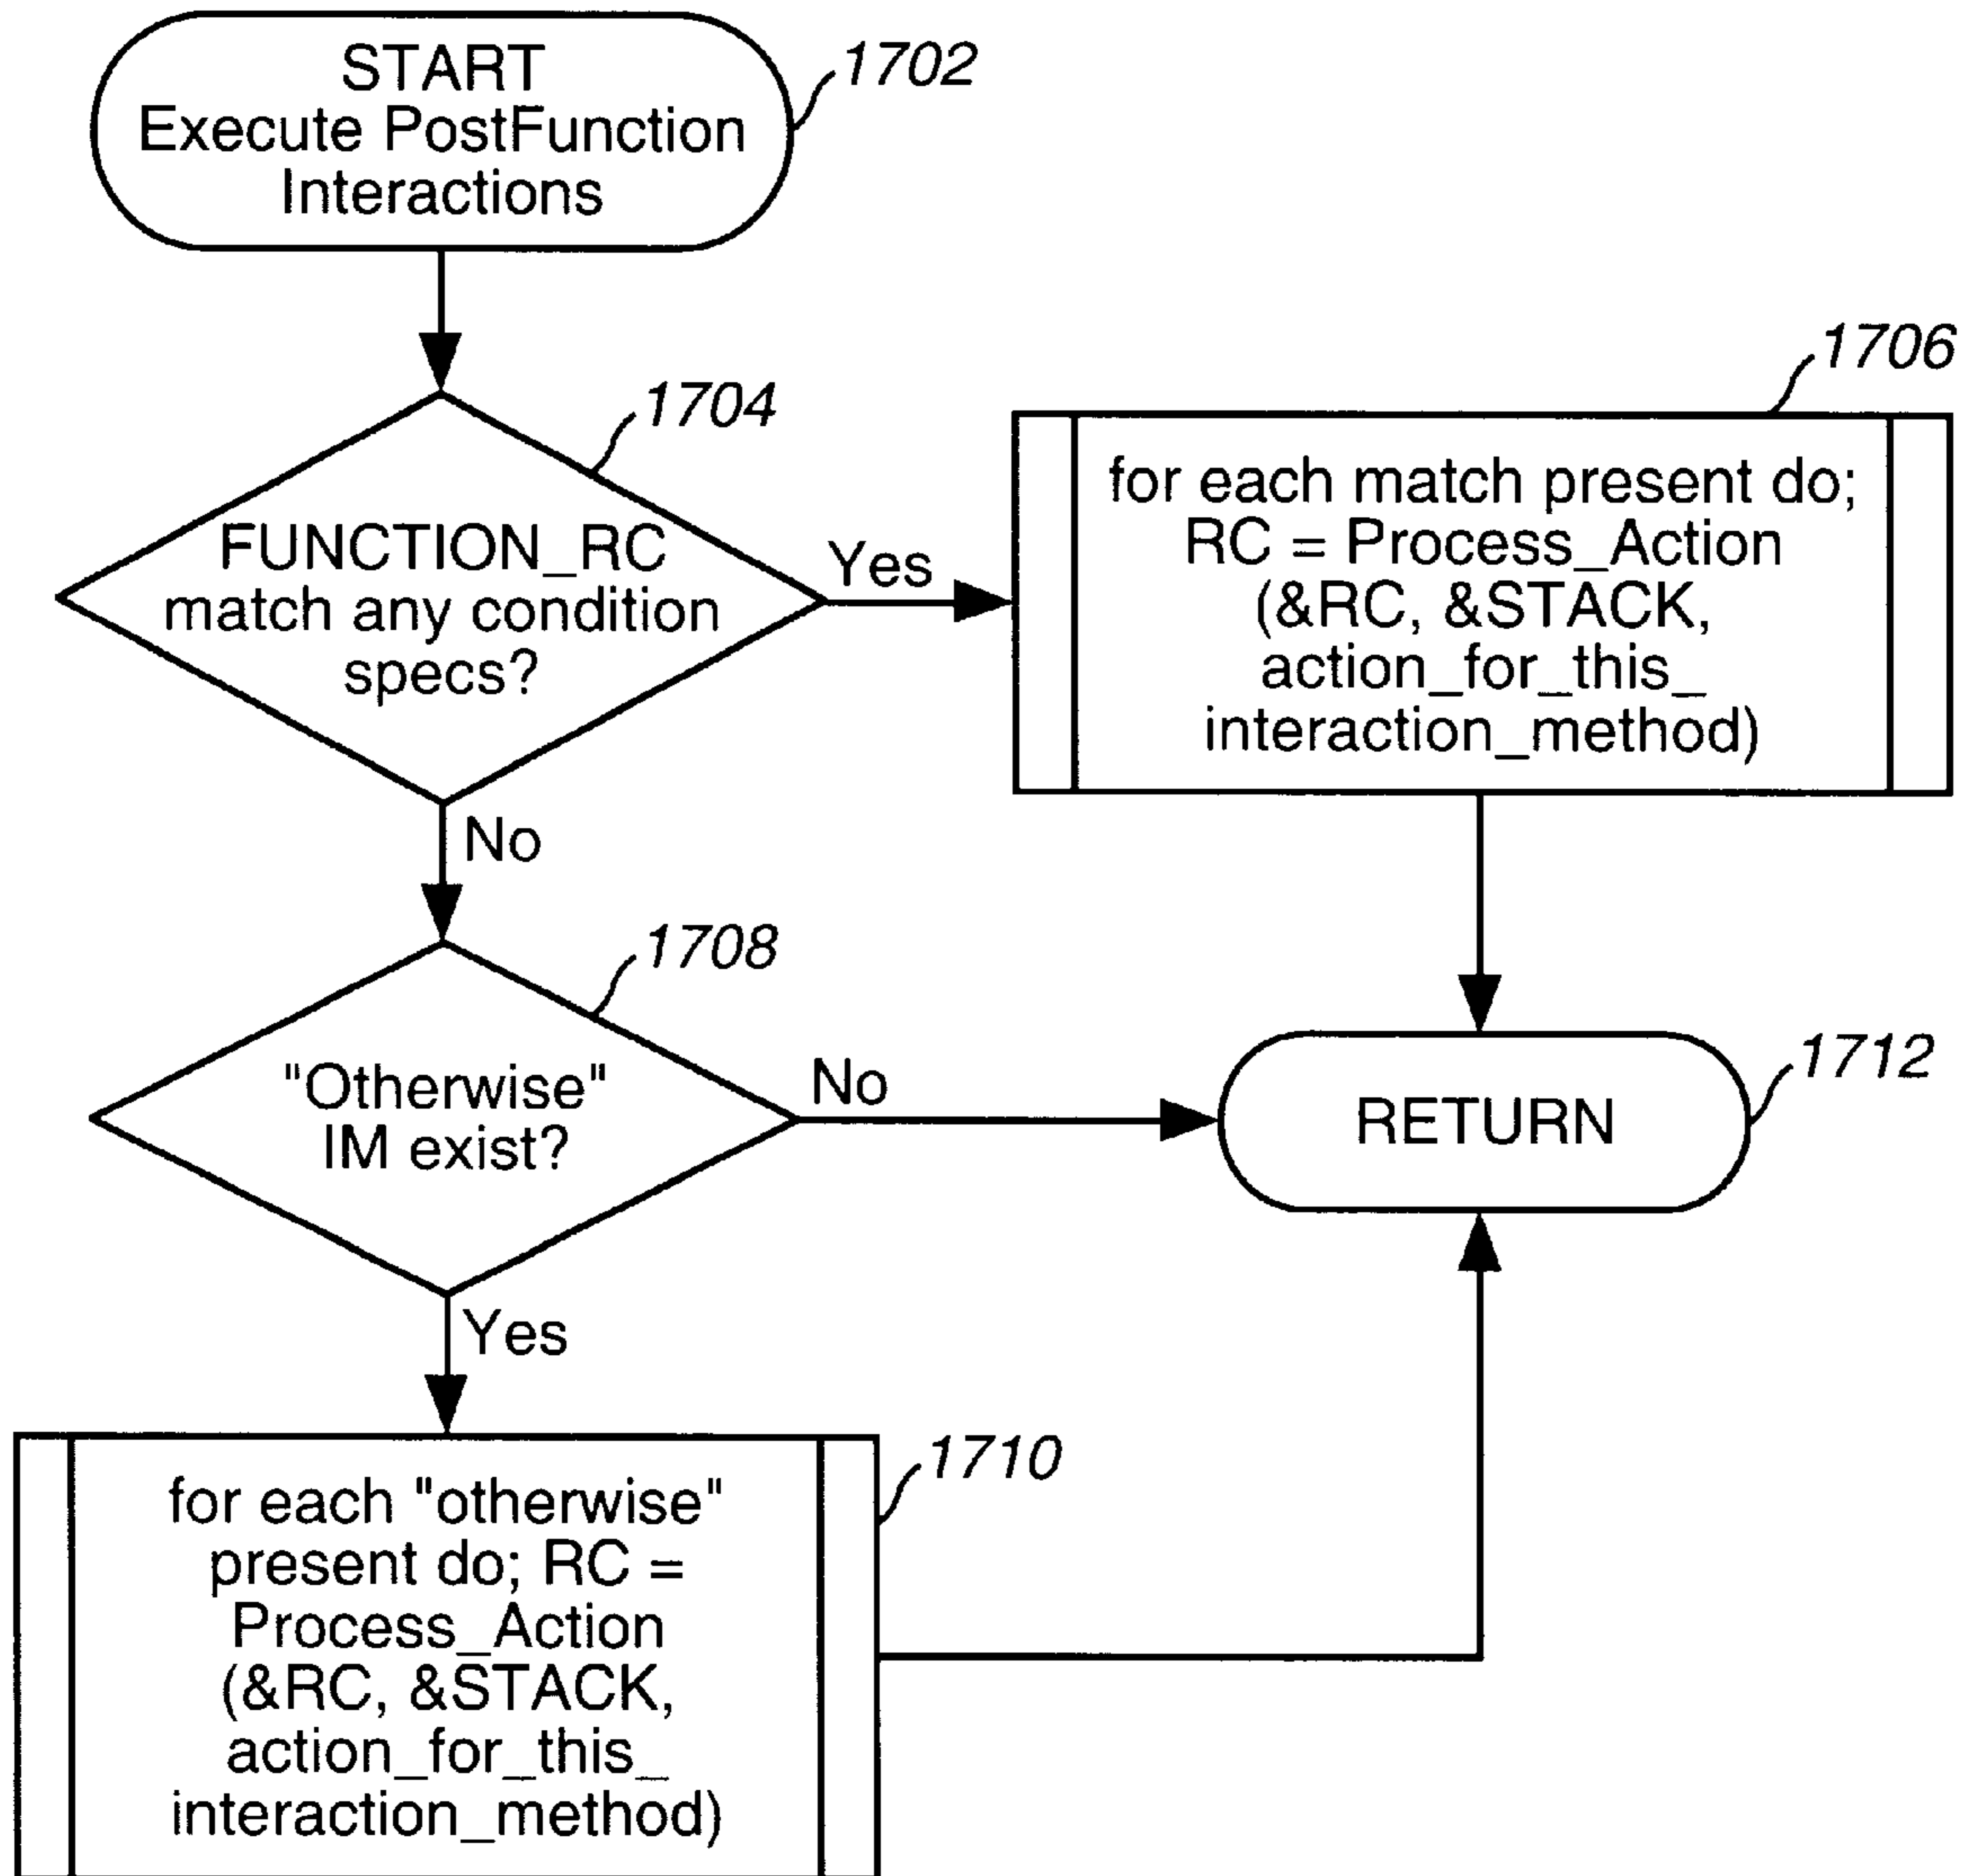 START
Execute PostFunction
Interactions
1702
1704
FUNCTION_RC
match any condition
specs?
Yes
1706
for each match present do;
RC = Process_Action
(&RC, &STACK,
action_for_this_
interaction_method)
No
1708
"Otherwise"
IM exist?
No
1712
RETURN
Yes
1710
for each "otherwise"
present do; RC =
Process_Action
(&RC, &STACK,
action_for_this_
interaction_method)